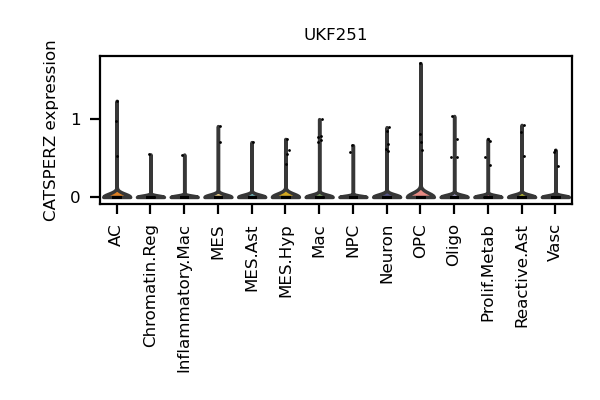 UKF251
CATSPERZ expression
1
0
AC
Chromatin.Reg
Inflammatory.Mac
MES
MES.Ast
MES.Hyp
Mac
NPC
Neuron
OPC
Oligo
Prolif.Metab
Reactive.Ast
Vasc